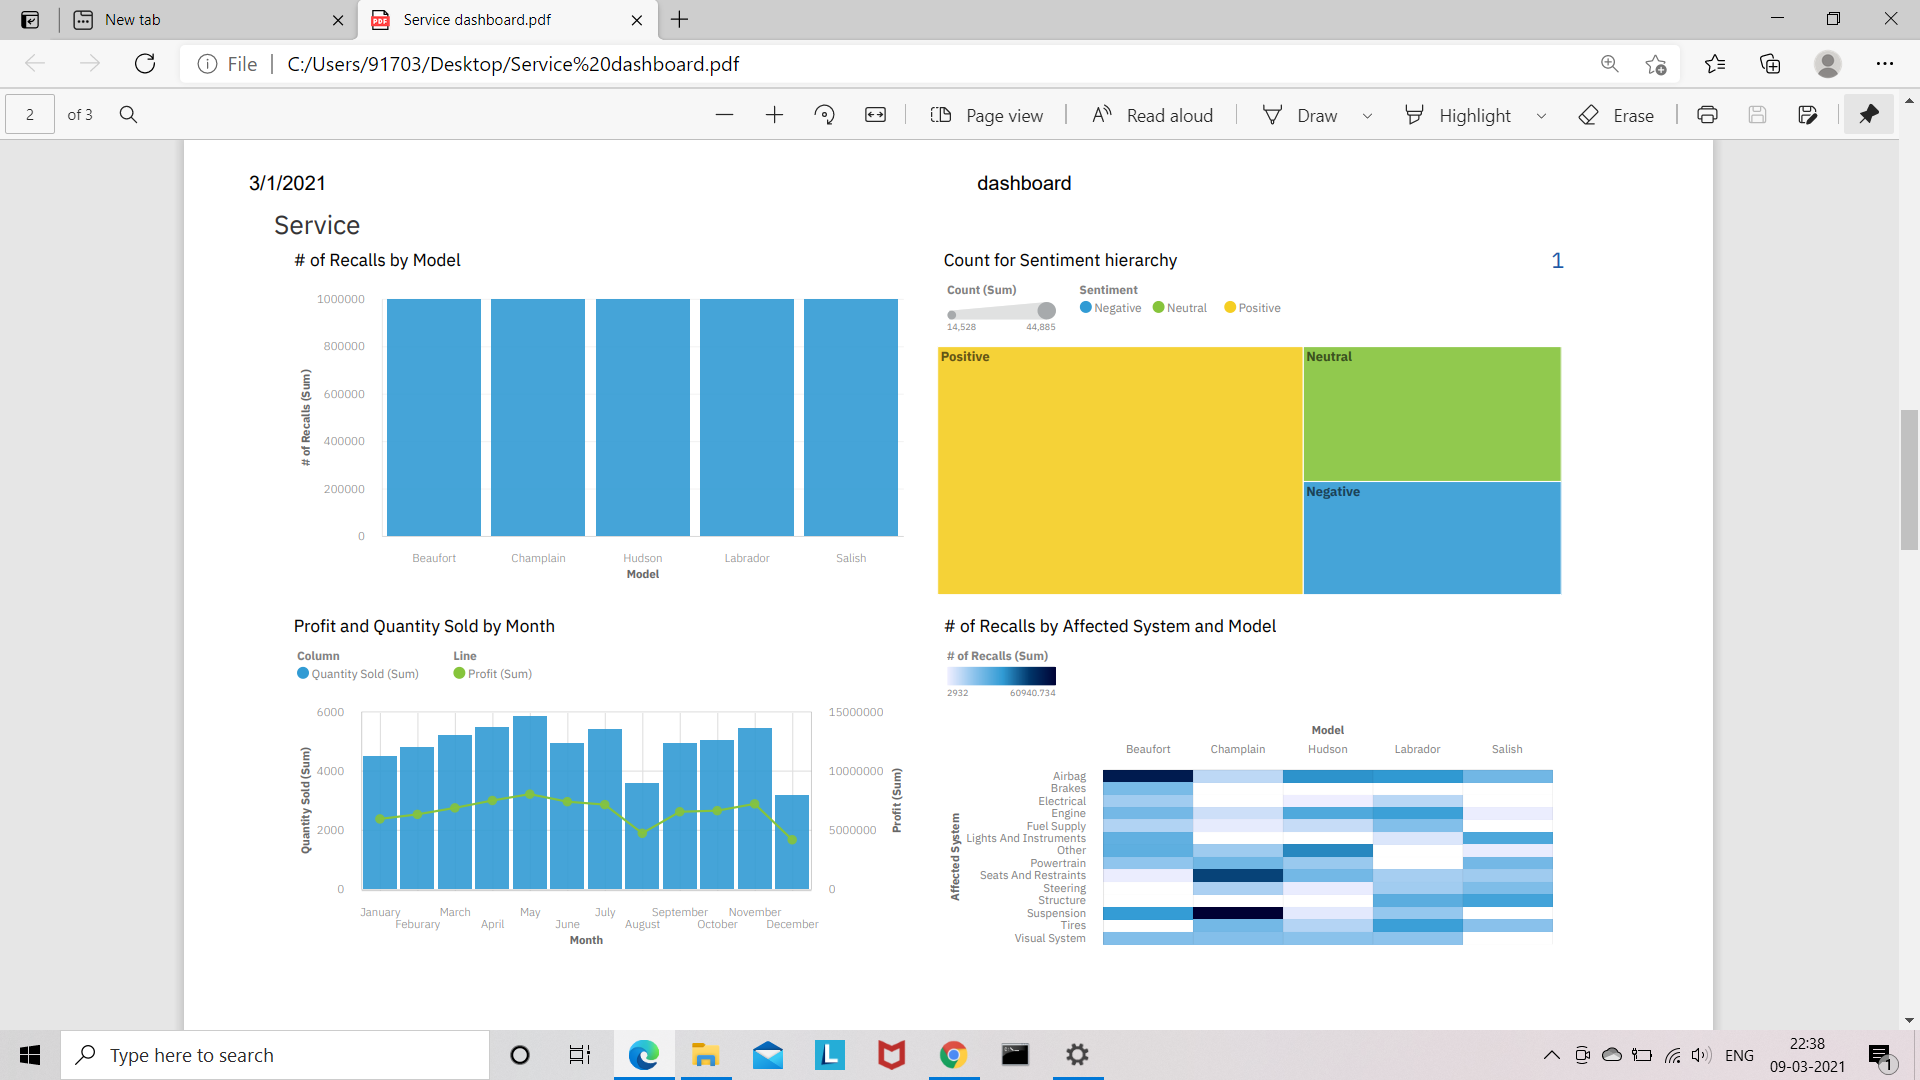 New tab
Service dashboard.pdf
File
C:/Users/91703/Desktop/Service%20dashboard.pdf
2 of 3
Page view
Read aloud
Draw
Highlight
Erase
3/1/2021
dashboard
Service
# of Recalls by Model
1000000
800000
600000
400000
200000
0
# of Recalls (Sum)
Beaufort Champlain Hudson Labrador Salish
Model
Count for Sentiment hierarchy
1
Count (Sum)
14,528 44,885
Sentiment
Negative Neutral Positive
Positive
Neutral
Negative
Profit and Quantity Sold by Month
Column
Quantity Sold (Sum)
Line
Profit (Sum)
6000
4000
2000
0
Quantity Sold (Sum)
15000000
10000000
5000000
0
Profit (Sum)
January Feburary March April May June July August September October November December
Month
# of Recalls by Affected System and Model
# of Recalls (Sum)
2932 60940.734
Model
Beaufort Champlain Hudson Labrador Salish
Affected System
Airbag
Brakes
Electrical
Engine
Fuel Supply
Lights And Instruments
Other
Powertrain
Seats And Restraints
Steering
Structure
Suspension
Tires
Visual System
Type here to search
L
ENG
22:38
09-03-2021
1